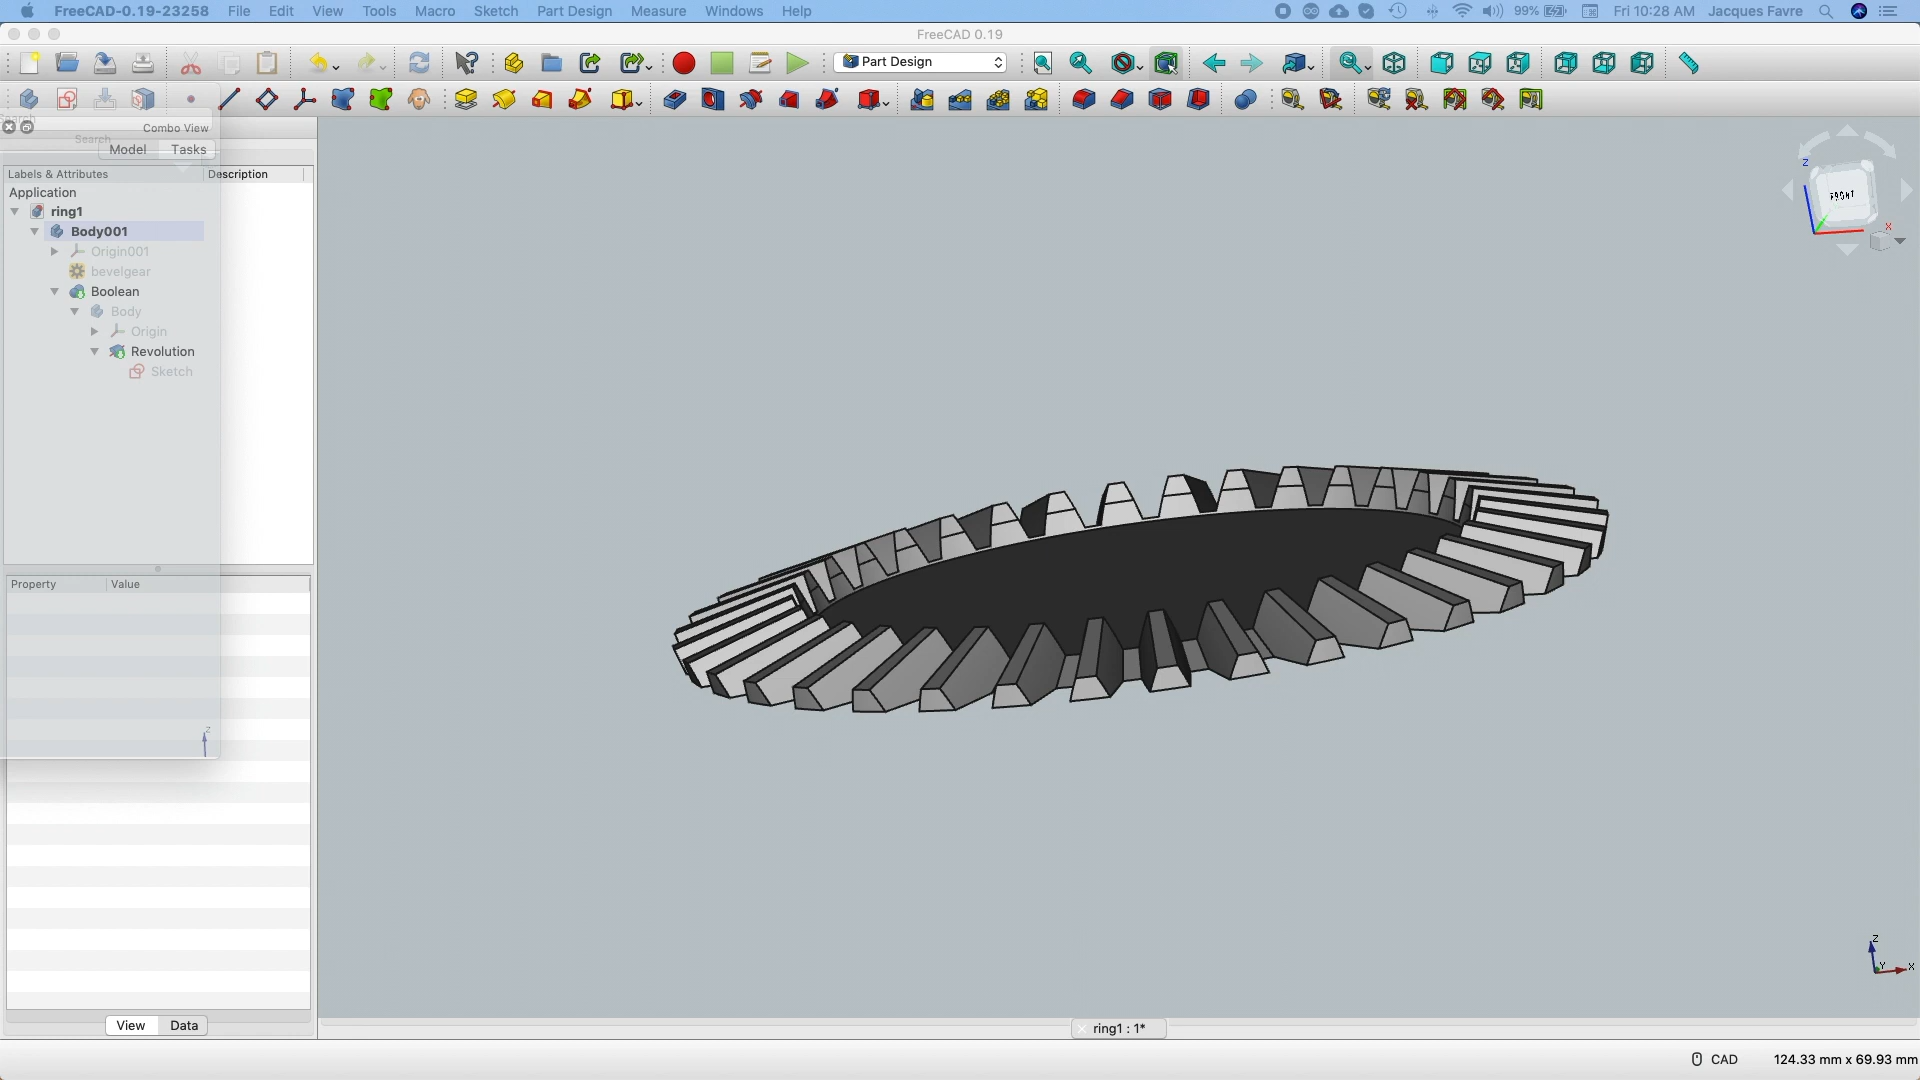 FreeCAD-0.19-23258 File Edit View Tools Macro Sketch Part Design Measure Windows Help 99% Fri 10:28 AM Jacques Favre
FreeCAD 0.19
Part Design
Combo View
Search
Model Tasks
Labels & Attributes Description
Application
ring1
Body001
Origin001
bevelgear
Boolean
Body
Origin
Revolution
Sketch
Property Value
View Data
FRONT
Z
X
Z
Z
Y
X
ring1 : 1*
CAD 124.33 mm x 69.93 mm